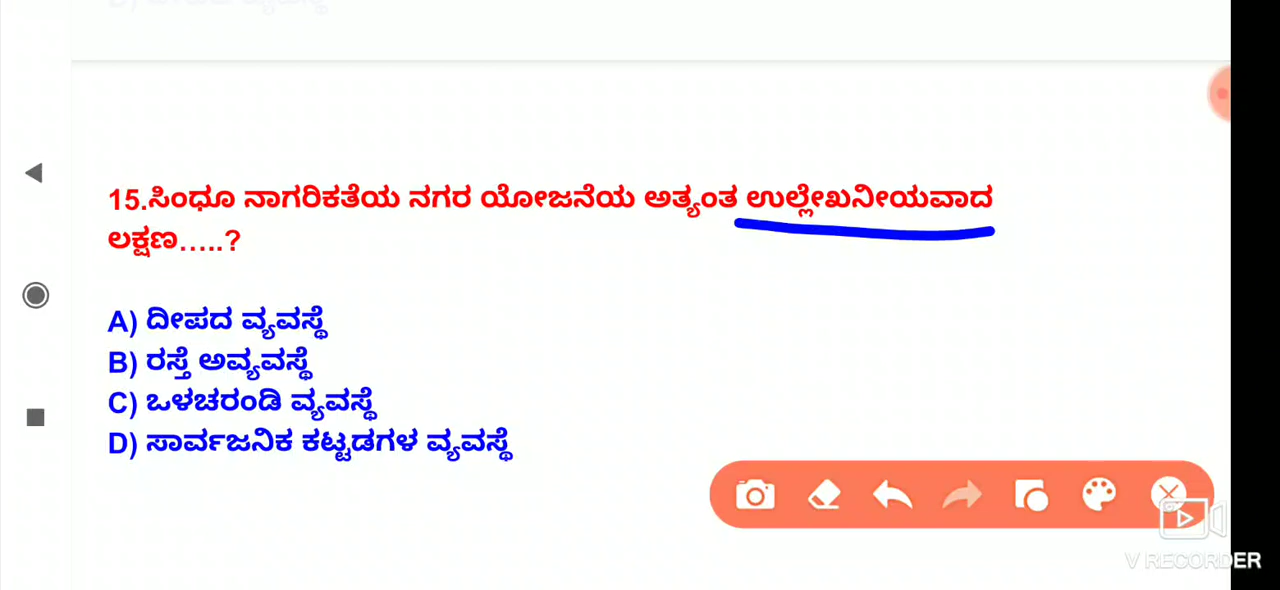 15.ಸಿಂಧೂ ನಾಗರಿಕತೆಯ ನಗರ ಯೋಜನೆಯ ಅತ್ಯಂತ ಉಲ್ಲೇಖನೀಯವಾದ
ಲಕ್ಷಣ.....?
A) ದೀಪದ ವ್ಯವಸ್ಥೆ
B) ರಸ್ತೆ ಅವ್ಯವಸ್ಥೆ
C) ಒಳಚರಂಡಿ ವ್ಯವಸ್ಥೆ
D) ಸಾರ್ವಜನಿಕ ಕಟ್ಟಡಗಳ ವ್ಯವಸ್ಥೆ
V RECORDER